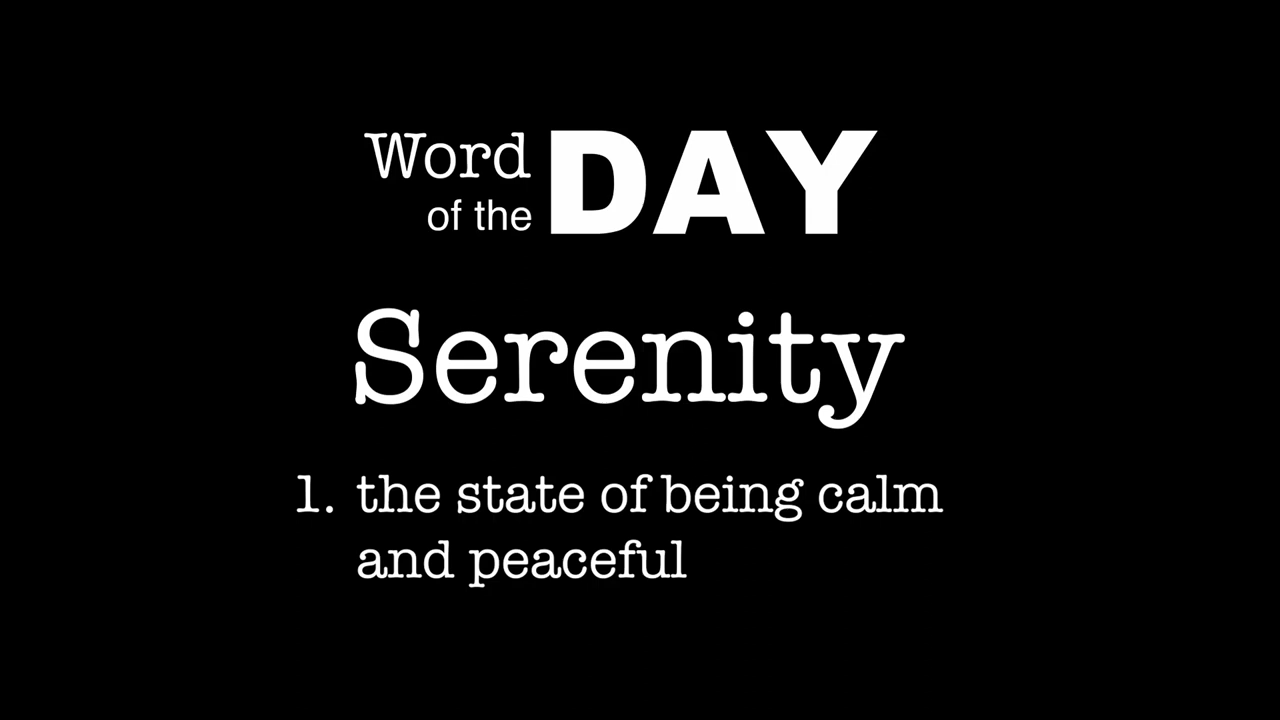 Word of the DAY
Serenity
1. the state of being calm
and peaceful